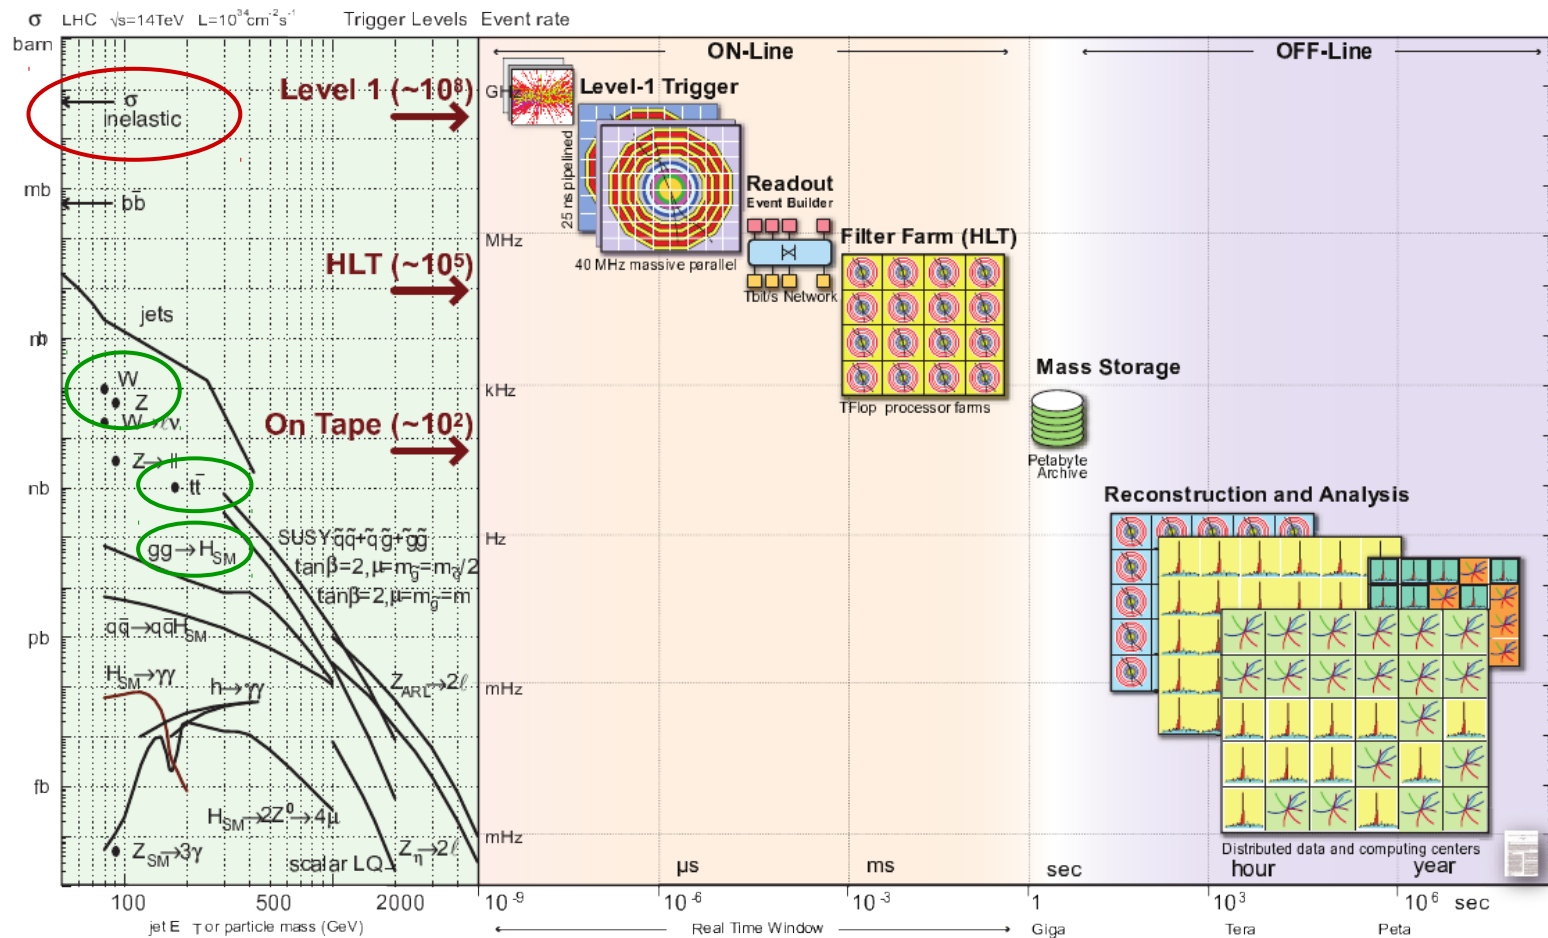 σ LHC √s=14TeV L=10³⁴cm⁻²s⁻¹ Trigger Levels Event rate
barn
ON-Line
OFF-Line
Level 1 (~10⁸)
GHz
Level-1 Trigger
σ
nelastic
25 ns pipelined
mb
bb̄
Readout
Event Builder
MHz
Filter Farm (HLT)
HLT (~10⁵)
40 MHz massive parallel
Tbit/s Network
jets
W
Z
W→ℓν
kHz
Mass Storage
TFlop processor farms
On Tape (~10²)
Z→ll
Petabyte
Archive
nb
tt̄
Reconstruction and Analysis
gg→H_SM
SUSY q̃q̃+q̃g̃+g̃g̃
Hz
tanβ=2, μ=m_g̃=m_q̃/2
tanβ=2, μ=m_g̃=m
pb
qq̄→qq̄H_SM
H_SM→γγ
h→γγ
Z_ARL→2ℓ
mHz
fb
H_SM→2Z⁰→4μ
mHz
Z_SM→3γ
scalar LQ
Z_η→2ℓ
Distributed data and computing centers
μs
ms
sec
hour
year
100
500
2000
10⁻⁹
10⁻⁶
10⁻³
1
10³
10⁶ sec
jet E T or particle mass (GeV)
Real Time Window
Giga
Tera
Peta